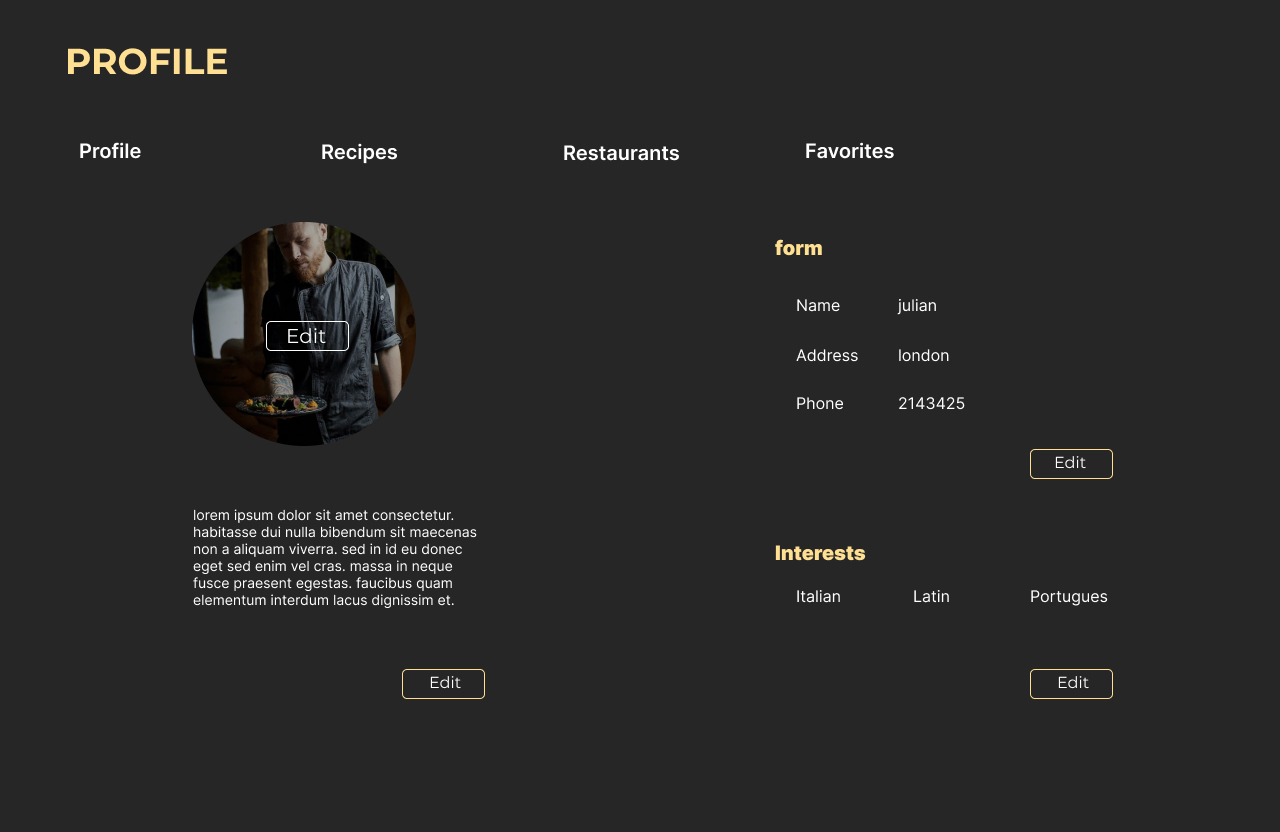 PROFILE
Profile Recipes Restaurants Favorites
Edit
lorem ipsum dolor sit amet consectetur.
habitasse dui nulla bibendum sit maecenas
non a aliquam viverra. sed in id eu donec
eget sed enim vel cras. massa in neque
fusce praesent egestas. faucibus quam
elementum interdum lacus dignissim et.
Edit
form
Name julian
Address london
Phone 2143425
Edit
Interests
Italian Latin Portugues
Edit